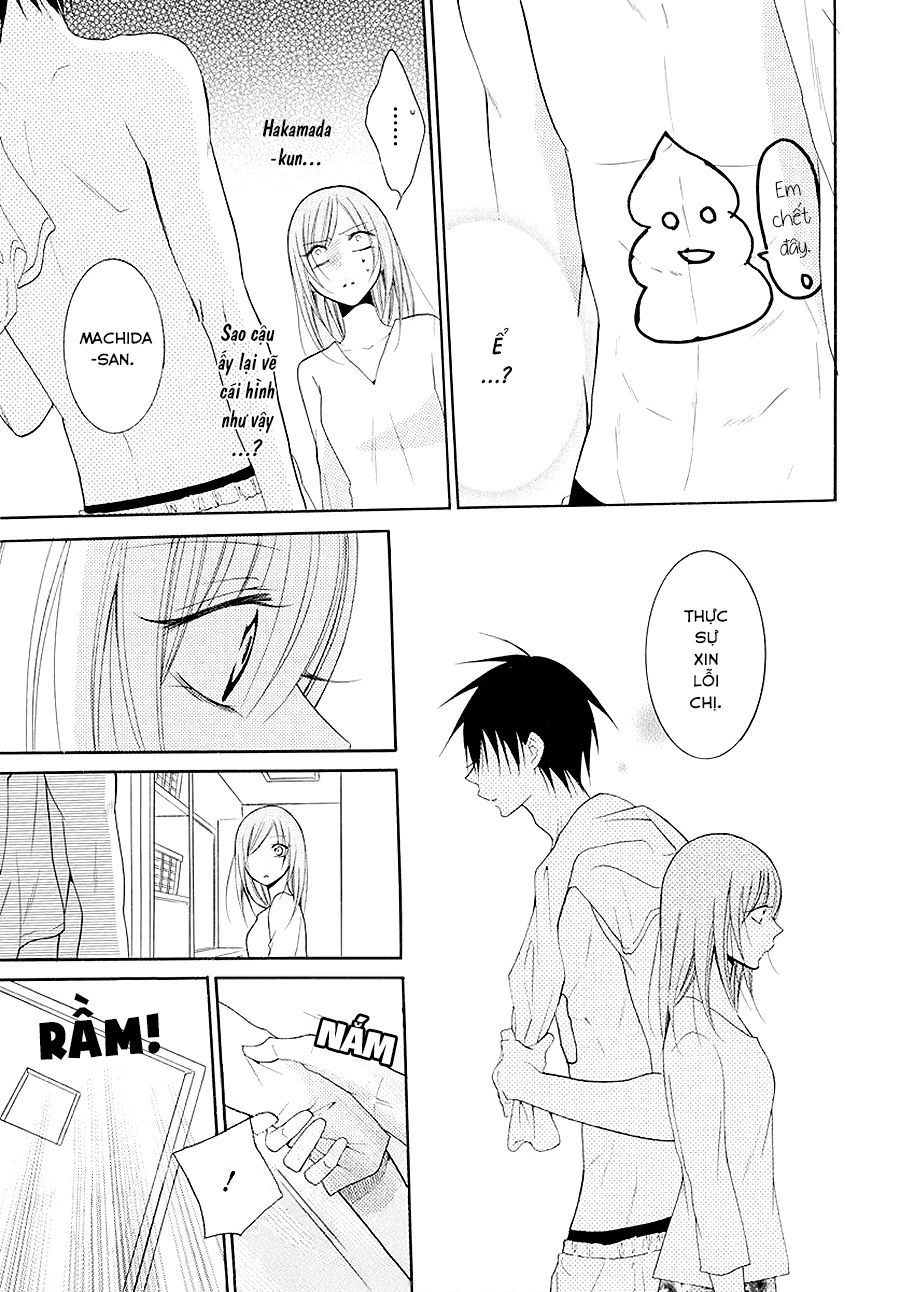 Em
chết
đây.
Ể
...?
......
Hakamada
-kun...
Sao cậu
ấy lại vẽ
cái hình
như vậy
...?
MACHIDA
-SAN.
THỰC
SỰ
XIN
LỖI
CHỊ.
NẮM
!
RẦM!